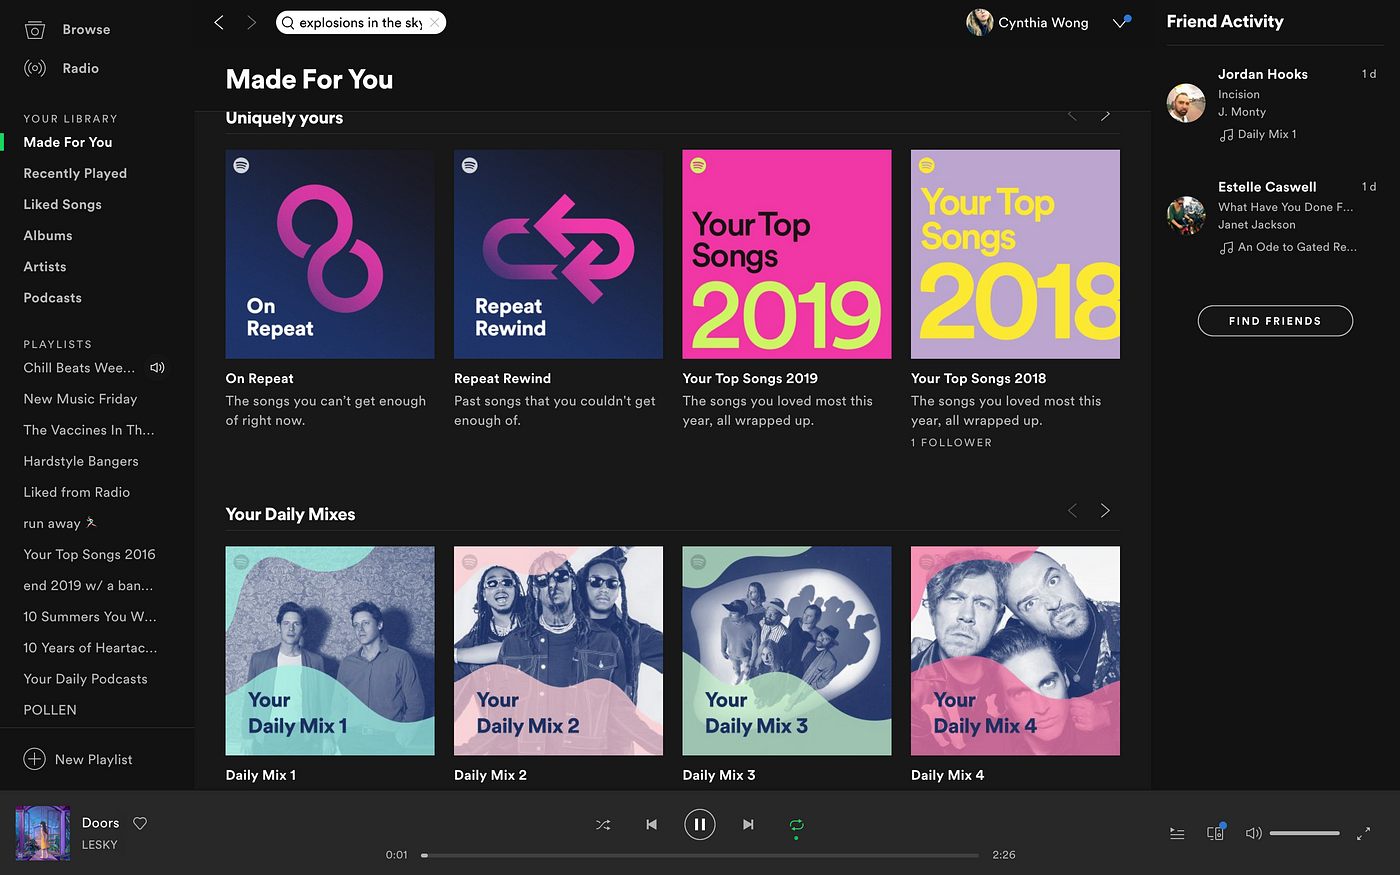 Browse
Radio
YOUR LIBRARY
Made For You
Recently Played
Liked Songs
Albums
Artists
Podcasts
PLAYLISTS
Chill Beats Wee...
New Music Friday
The Vaccines In Th...
Hardstyle Bangers
Liked from Radio
run away 🏃
Your Top Songs 2016
end 2019 w/ a ban...
10 Summers You W...
10 Years of Heartac...
Your Daily Podcasts
POLLEN
New Playlist
explosions in the sky
Cynthia Wong
Made For You
Uniquely yours
On
Repeat
Repeat
Rewind
Your Top
Songs
2019
Your Top
Songs
2018
On Repeat
The songs you can't get enough
of right now.
Repeat Rewind
Past songs that you couldn't get
enough of.
Your Top Songs 2019
The songs you loved most this
year, all wrapped up.
Your Top Songs 2018
The songs you loved most this
year, all wrapped up.
1 FOLLOWER
Your Daily Mixes
Your
Daily Mix 1
Your
Daily Mix 2
Your
Daily Mix 3
Your
Daily Mix 4
Daily Mix 1
Daily Mix 2
Daily Mix 3
Daily Mix 4
Friend Activity
Jordan Hooks 1 d
Incision
J. Monty
Daily Mix 1
Estelle Caswell 1 d
What Have You Done F...
Janet Jackson
An Ode to Gated Re...
FIND FRIENDS
Doors
LESKY
0:01
2:26